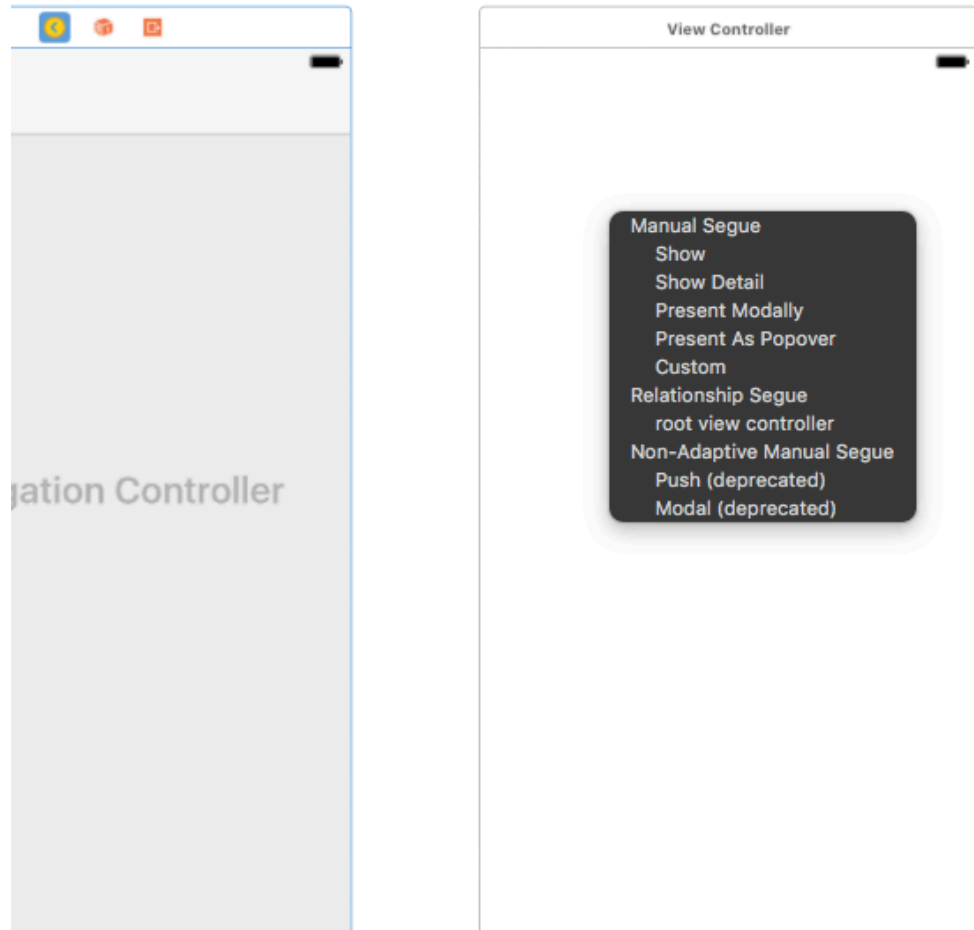 View Controller
Manual Segue
Show
Show Detail
Present Modally
Present As Popover
Custom
Relationship Segue
root view controller
Non-Adaptive Manual Segue
Push (deprecated)
Modal (deprecated)
gation Controller